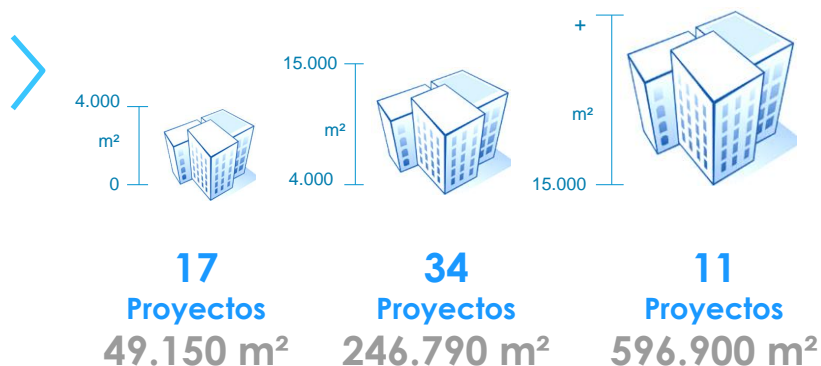 4.000
m²
0
15.000
m²
4.000
+
m²
15.000
17
Proyectos
49.150 m²
34
Proyectos
246.790 m²
11
Proyectos
596.900 m²